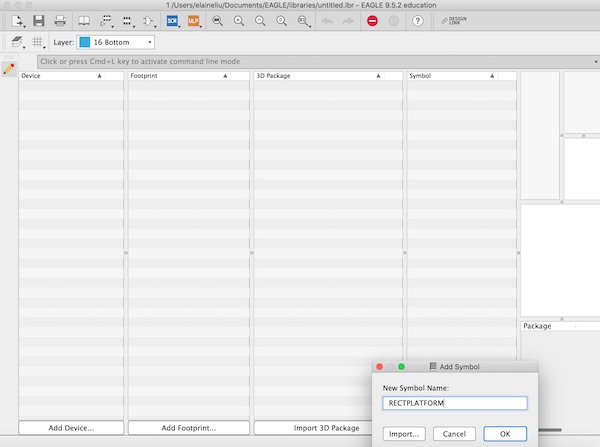 1 /Users/elaineliu/Documents/EAGLE/libraries/untitled.lbr - EAGLE 9.5.2 education
SCR ULP DESIGN
LINK
Layer: 16 Bottom
Click or press Cmd+L key to activate command line mode
Device Footprint 3D Package Symbol
Package
Add Symbol
New Symbol Name:
RECTPLATFORM
Add Device... Add Footprint... Import 3D Package
Import... Cancel OK